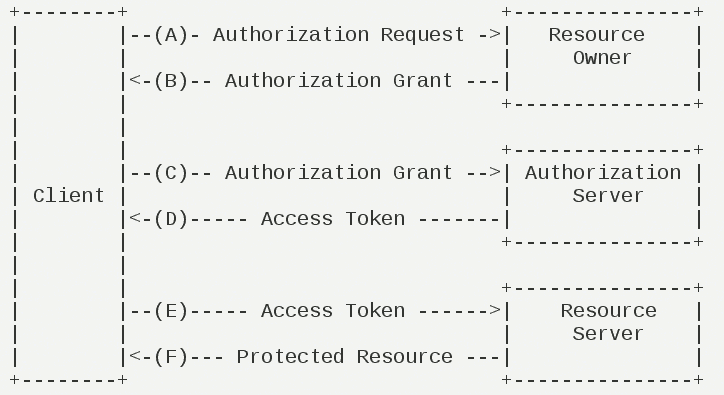 +--------+                               +---------------+
|        |--(A)- Authorization Request ->|   Resource    |
|        |                               |     Owner     |
|        |<-(B)-- Authorization Grant ---|               |
|        |                               +---------------+
|        |
|        |                               +---------------+
|        |--(C)-- Authorization Grant -->| Authorization |
| Client |                               |     Server    |
|        |<-(D)----- Access Token -------|               |
|        |                               +---------------+
|        |
|        |                               +---------------+
|        |--(E)----- Access Token ------>|    Resource   |
|        |                               |     Server    |
|        |<-(F)--- Protected Resource ---|               |
+--------+                               +---------------+